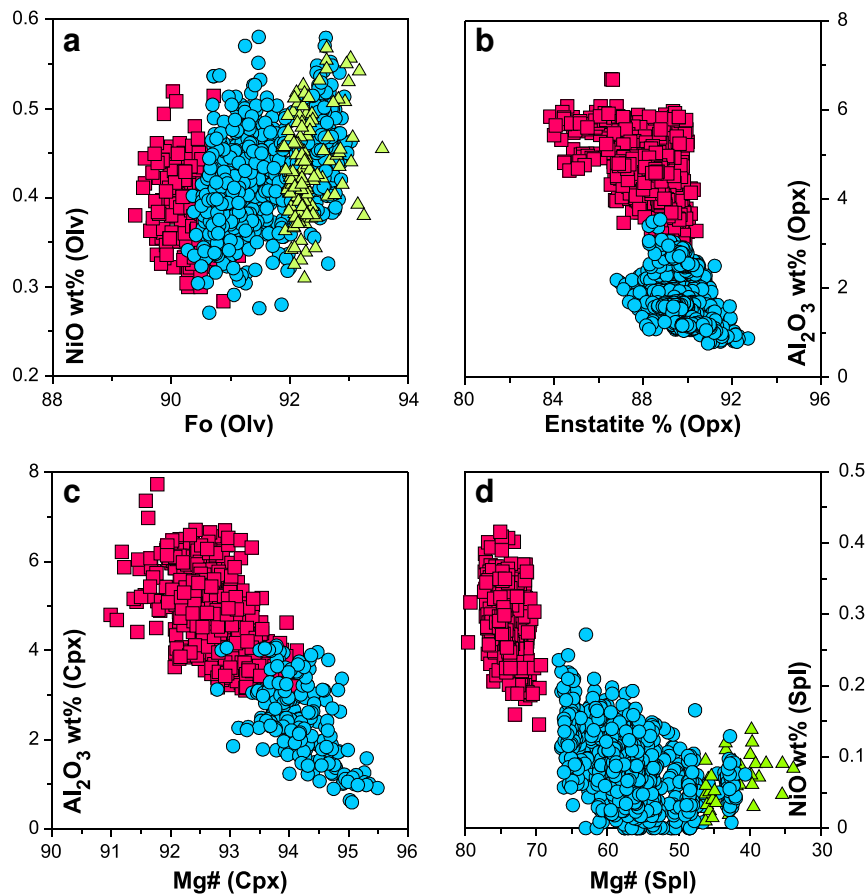 a
0.6
0.5
0.4
0.3
0.2
NiO wt% (Olv)
88 90 92 94
Fo (Olv)
b
8
6
4
2
0
Al2O3 wt% (Opx)
80 84 88 92 96
Enstatite % (Opx)
c
8
6
4
2
0
Al2O3 wt% (Cpx)
90 91 92 93 94 95 96
Mg# (Cpx)
d
0.5
0.4
0.3
0.2
0.1
0
NiO wt% (Spl)
80 70 60 50 40 30
Mg# (Spl)